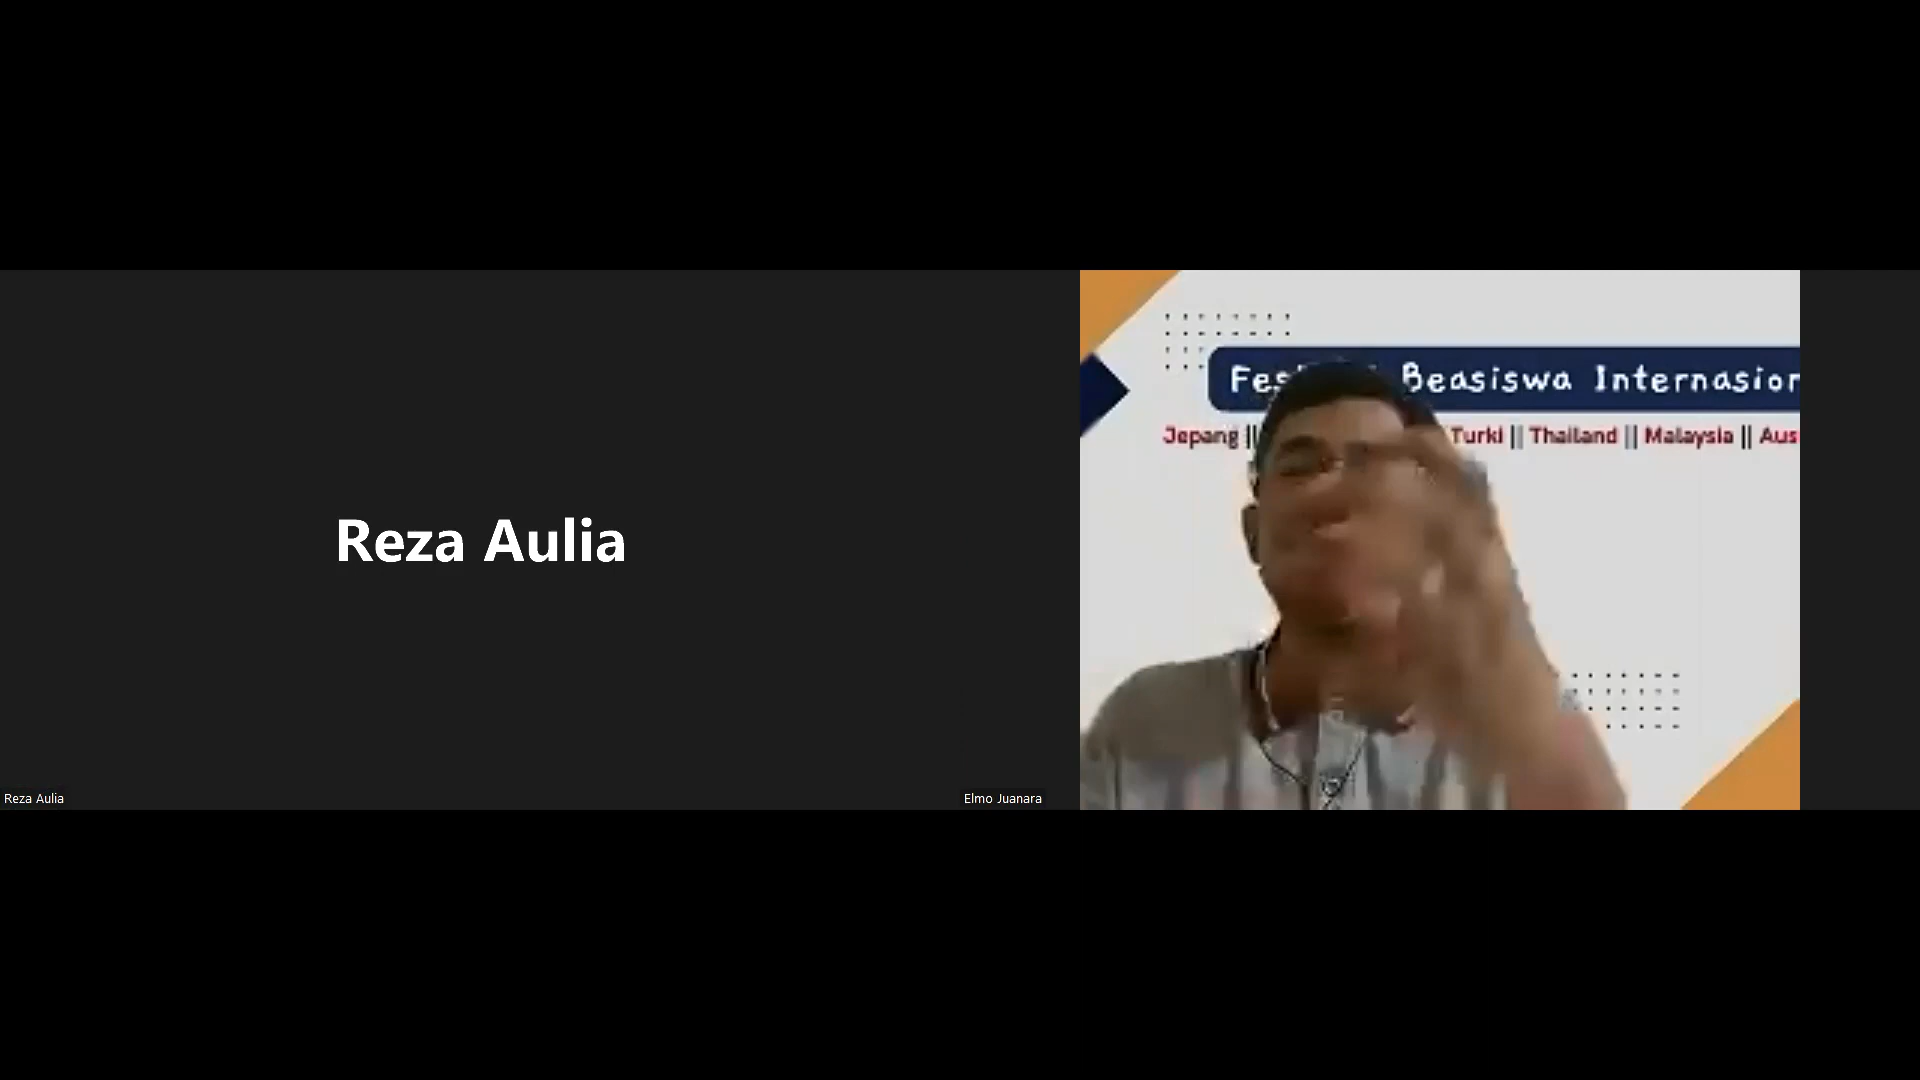 Reza Aulia
Beasiswa Internasion
Jepang || Turki || Thailand || Malaysia || Aus
Reza Aulia
Elmo Juanara